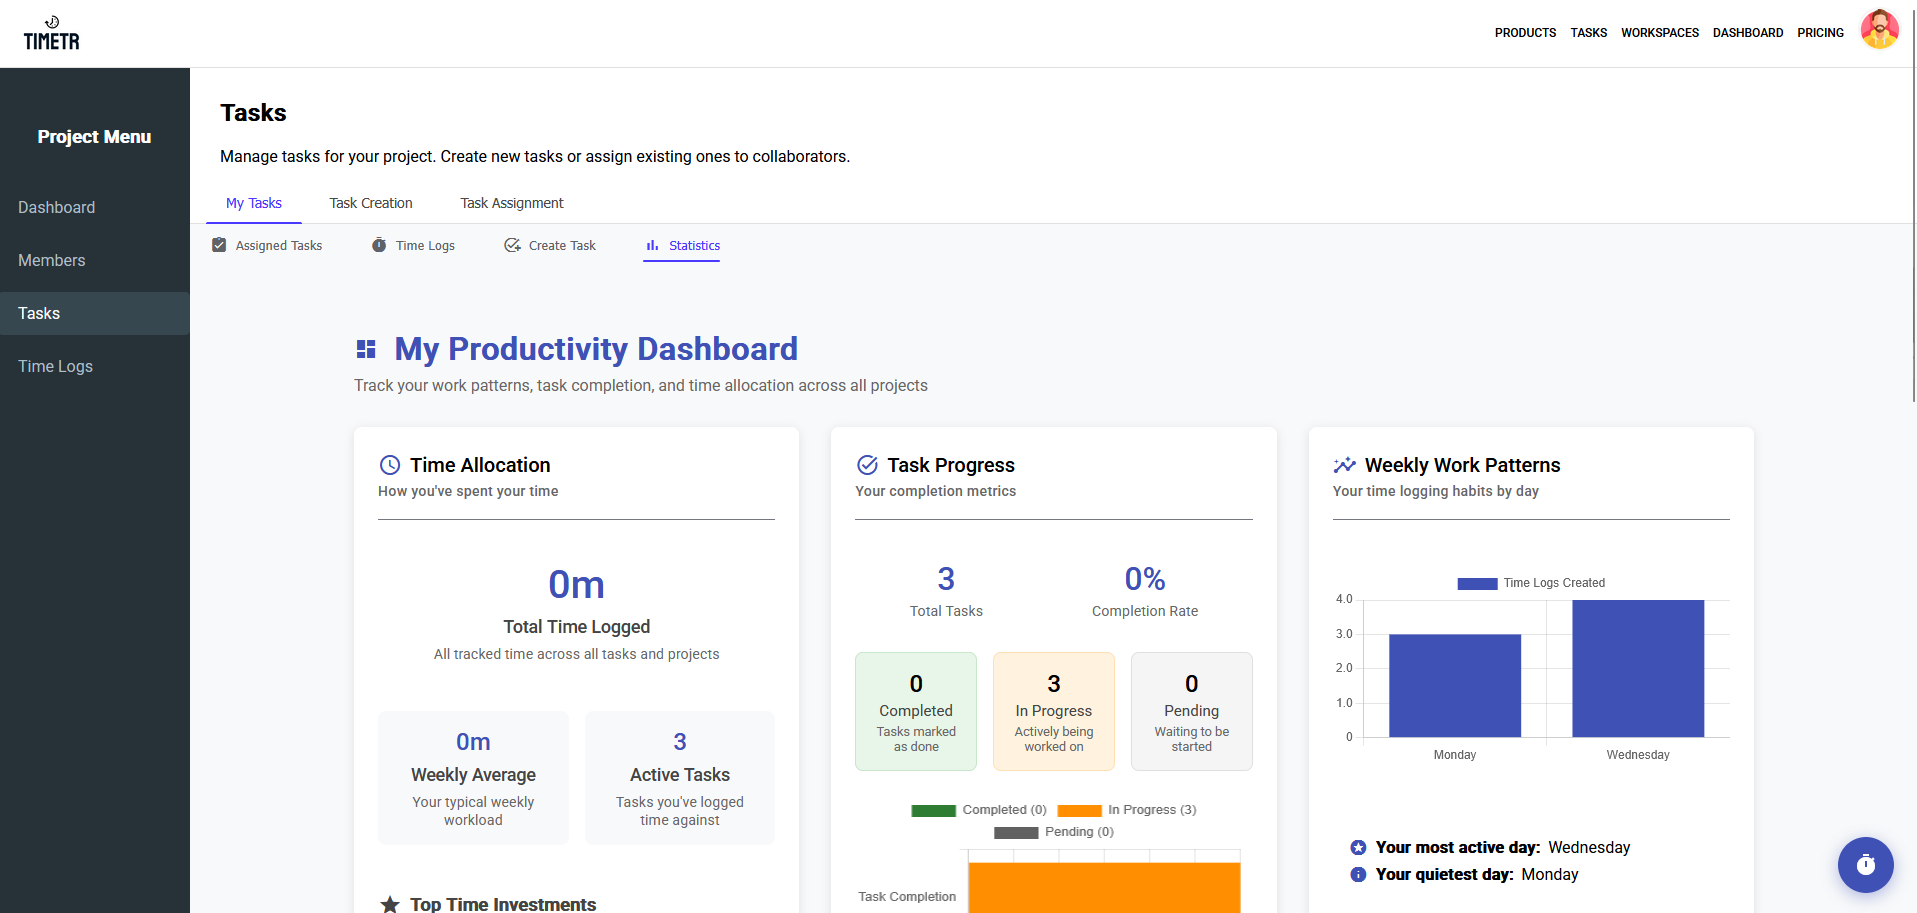 TIMETR
PRODUCTS TASKS WORKSPACES DASHBOARD PRICING
Project Menu
Dashboard
Members
Tasks
Time Logs
Tasks
Manage tasks for your project. Create new tasks or assign existing ones to collaborators.
My Tasks Task Creation Task Assignment
Assigned Tasks Time Logs Create Task Statistics
My Productivity Dashboard
Track your work patterns, task completion, and time allocation across all projects
Time Allocation
How you've spent your time
0m
Total Time Logged
All tracked time across all tasks and projects
0m
Weekly Average
Your typical weekly
workload
3
Active Tasks
Tasks you've logged
time against
Top Time Investments
Task Progress
Your completion metrics
3
Total Tasks
0%
Completion Rate
0
Completed
Tasks marked
as done
3
In Progress
Actively being
worked on
0
Pending
Waiting to be
started
Completed (0) In Progress (3)
Pending (0)
Task Completion
Weekly Work Patterns
Your time logging habits by day
Time Logs Created
4.0
3.0
2.0
1.0
0
Monday Wednesday
Your most active day: Wednesday
Your quietest day: Monday